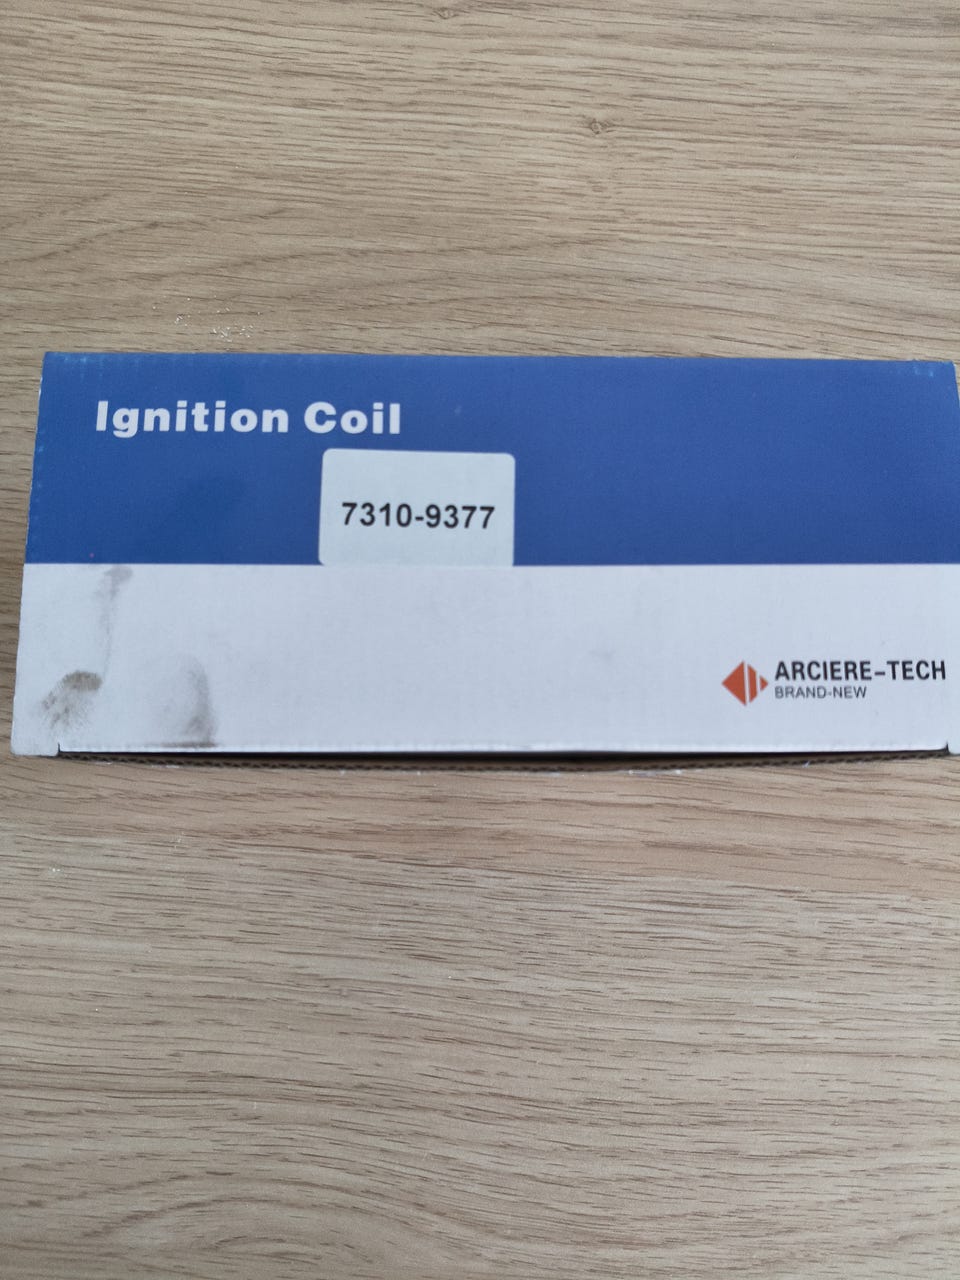 Ignition Coil
7310-9377
ARCIERE-TECH
BRAND-NEW